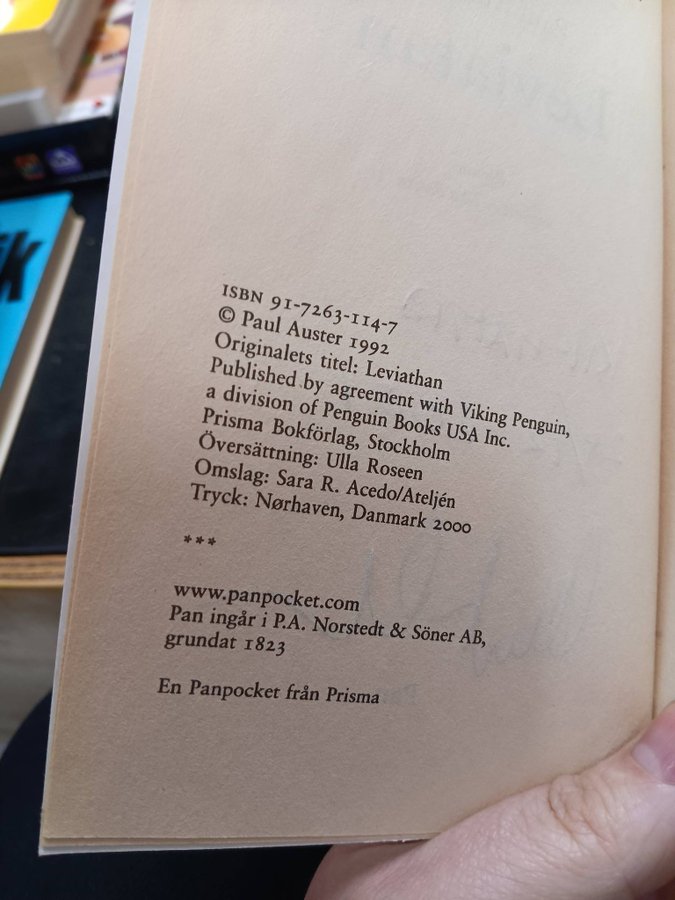 ISBN 91-7263-114-7
© Paul Auster 1992
Originalets titel: Leviathan
Published by agreement with Viking Penguin,
a division of Penguin Books USA Inc.
Prisma Bokförlag, Stockholm
Översättning: Ulla Roseen
Omslag: Sara R. Acedo/Ateljén
Tryck: Nørhaven, Danmark 2000
***
www.panpocket.com
Pan ingår i P.A. Norstedt & Söner AB,
grundat 1823
En Panpocket från Prisma